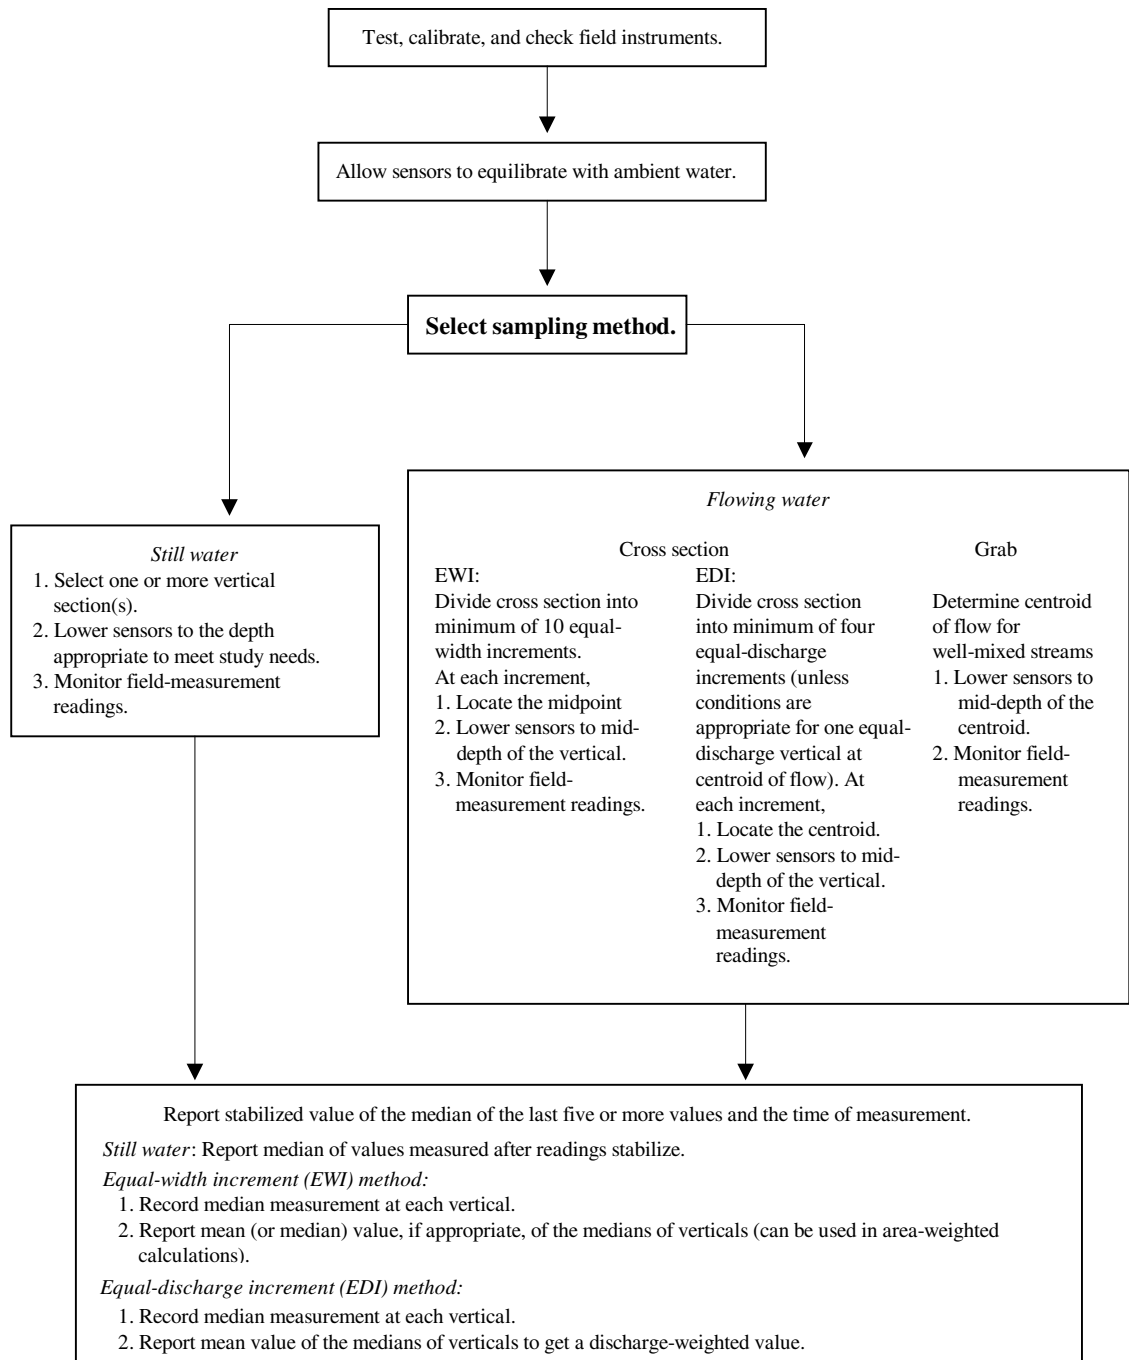 Test, calibrate, and check field instruments.
Allow sensors to equilibrate with ambient water.
Select sampling method.
Still water
1. Select one or more vertical
section(s).
2. Lower sensors to the depth
appropriate to meet study needs.
3. Monitor field-measurement
readings.
Flowing water
Cross section
EWI:
Divide cross section into
minimum of 10 equal-
width increments.
At each increment,
1. Locate the midpoint
2. Lower sensors to mid-
depth of the vertical.
3. Monitor field-
measurement readings.
EDI:
Divide cross section
into minimum of four
equal-discharge
increments (unless
conditions are
appropriate for one equal-
discharge vertical at
centroid of flow). At
each increment,
1. Locate the centroid.
2. Lower sensors to mid-
depth of the vertical.
3. Monitor field-
measurement
readings.
Grab
Determine centroid
of flow for
well-mixed streams
1. Lower sensors to
mid-depth of the
centroid.
2. Monitor field-
measurement
readings.
Report stabilized value of the median of the last five or more values and the time of measurement.
Still water: Report median of values measured after readings stabilize.
Equal-width increment (EWI) method:
1. Record median measurement at each vertical.
2. Report mean (or median) value, if appropriate, of the medians of verticals (can be used in area-weighted
calculations).
Equal-discharge increment (EDI) method:
1. Record median measurement at each vertical.
2. Report mean value of the medians of verticals to get a discharge-weighted value.